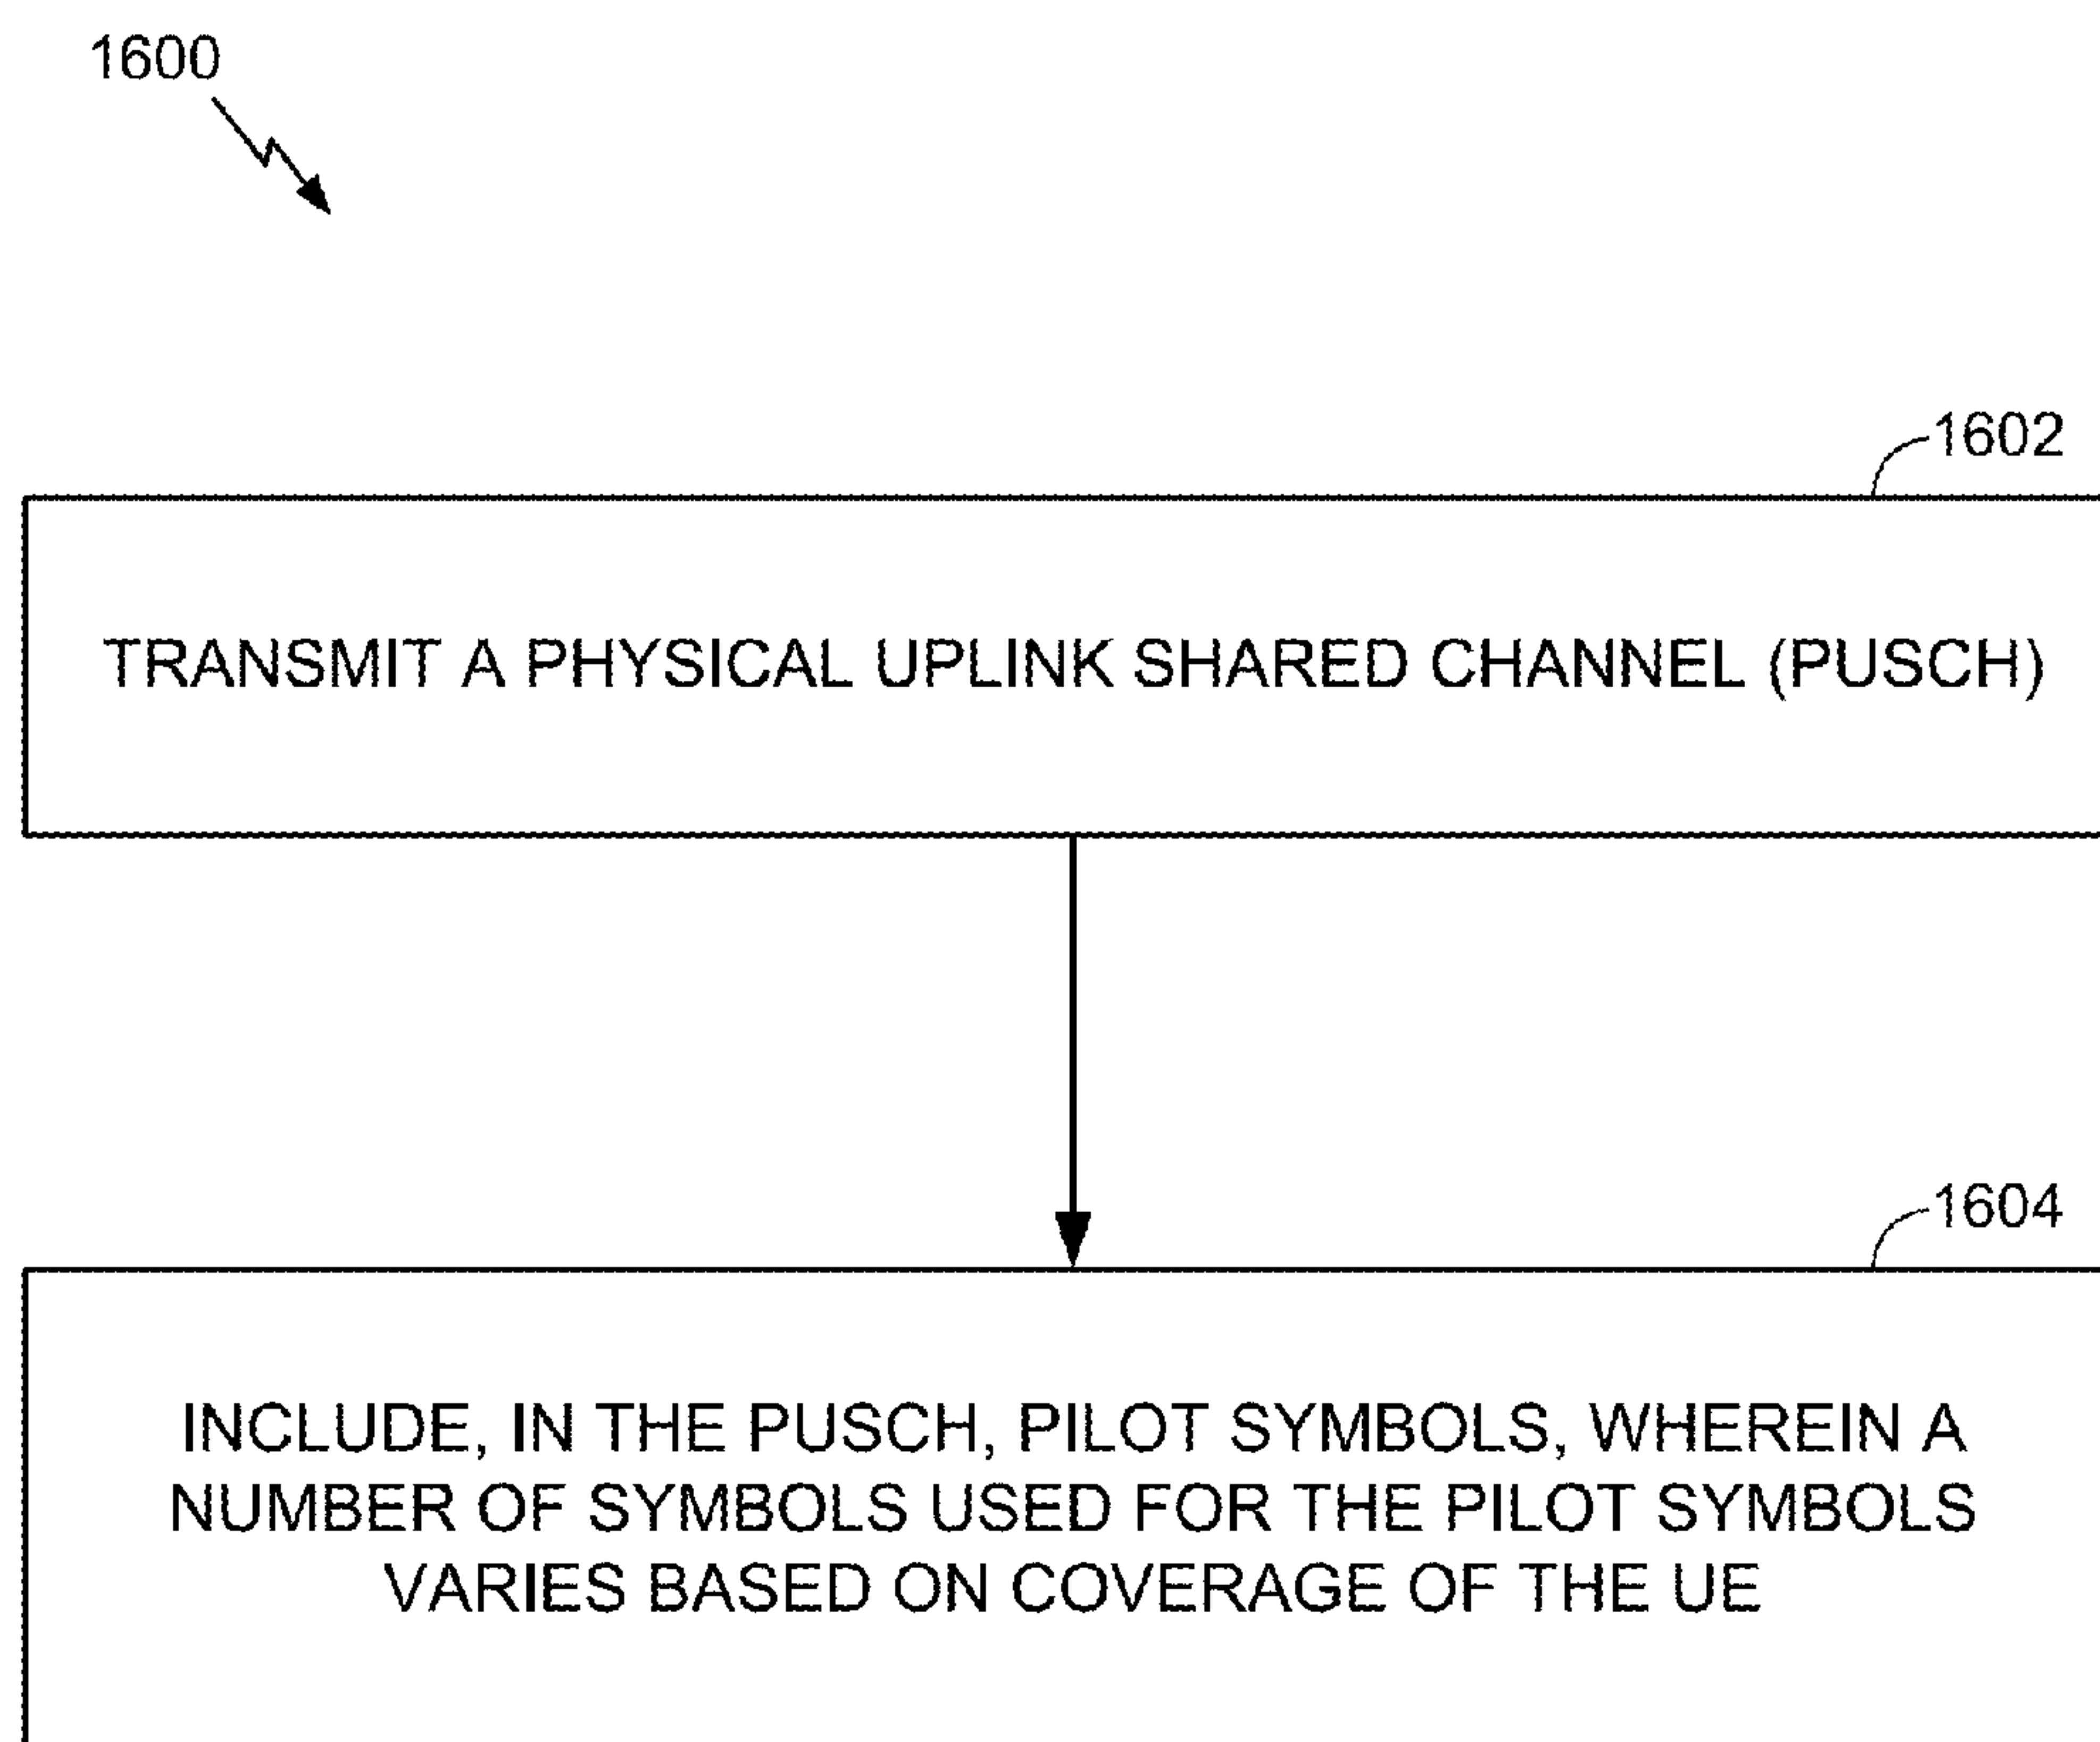 1600
1602
TRANSMIT A PHYSICAL UPLINK SHARED CHANNEL (PUSCH)
1604
INCLUDE, IN THE PUSCH, PILOT SYMBOLS, WHEREIN A
NUMBER OF SYMBOLS USED FOR THE PILOT SYMBOLS
VARIES BASED ON COVERAGE OF THE UE